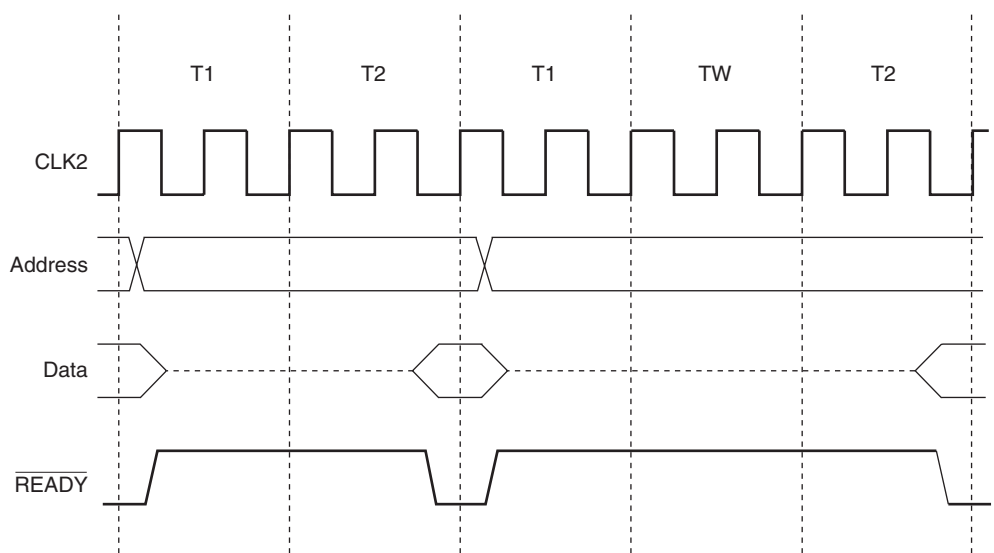 T1 T2 T1 TW T2
CLK2
Address
Data
READY